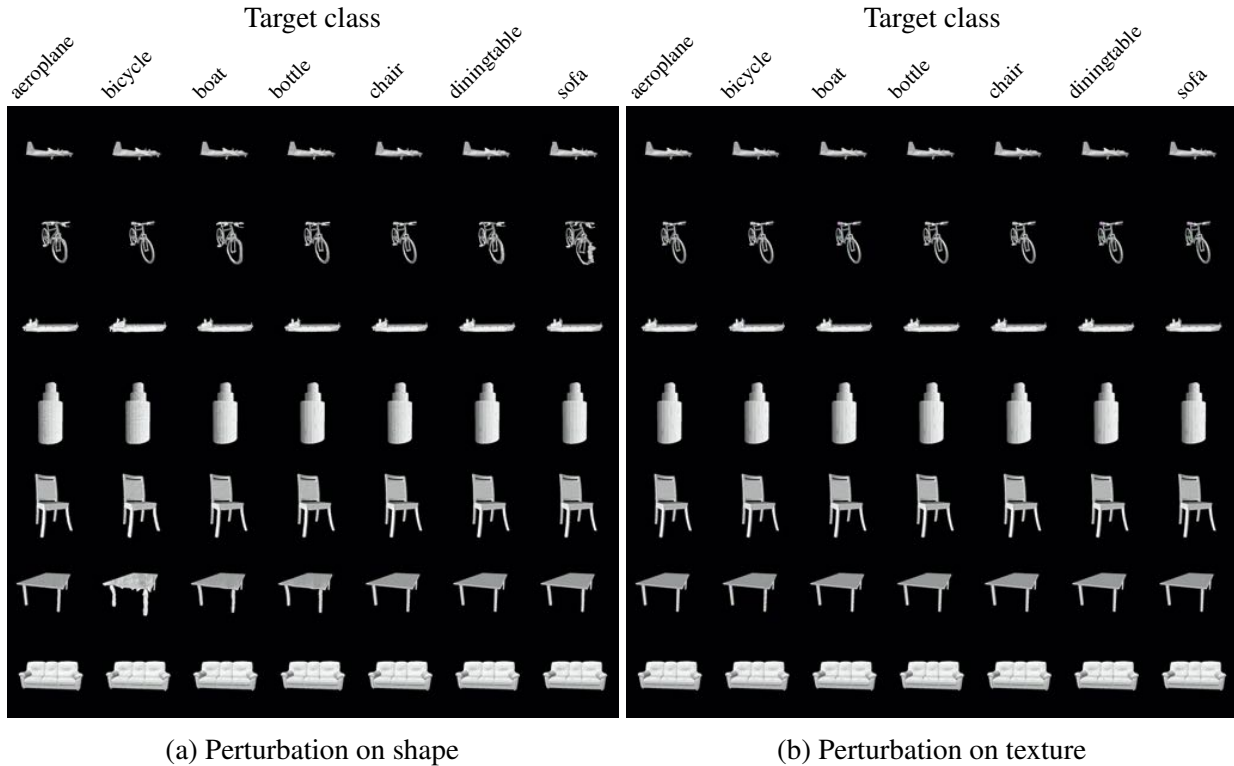 Target class
aeroplane
bicycle
boat
bottle
chair
diningtable
sofa
Target class
aeroplane
bicycle
boat
bottle
chair
diningtable
sofa
(a) Perturbation on shape
(b) Perturbation on texture